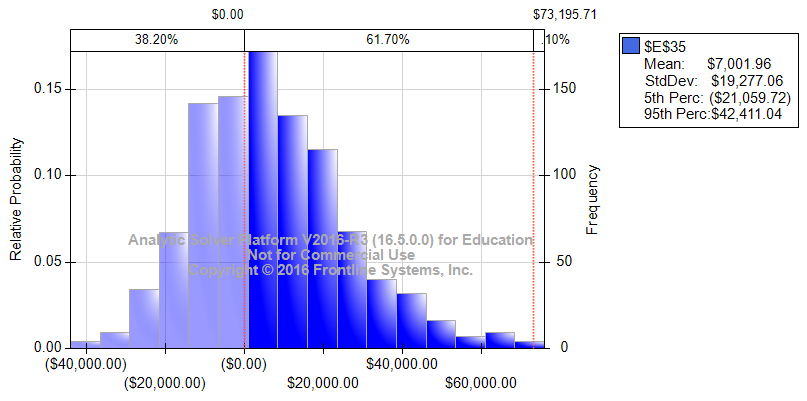 $0.00 $73,195.71
38.20% 61.70% .10%
$E$35
Mean: $7,001.96
StdDev: $19,277.06
5th Perc: ($21,059.72)
95th Perc:$42,411.04
Relative Probability
0.15
0.10
0.05
0.00
Analytic Solver Platform V2016-R3 (16.5.0.0) for Education
Not for Commercial Use
Copyright © 2016 Frontline Systems, Inc.
150
100
50
0
Frequency
($40,000.00) ($0.00) $40,000.00
($20,000.00) $20,000.00 $60,000.00